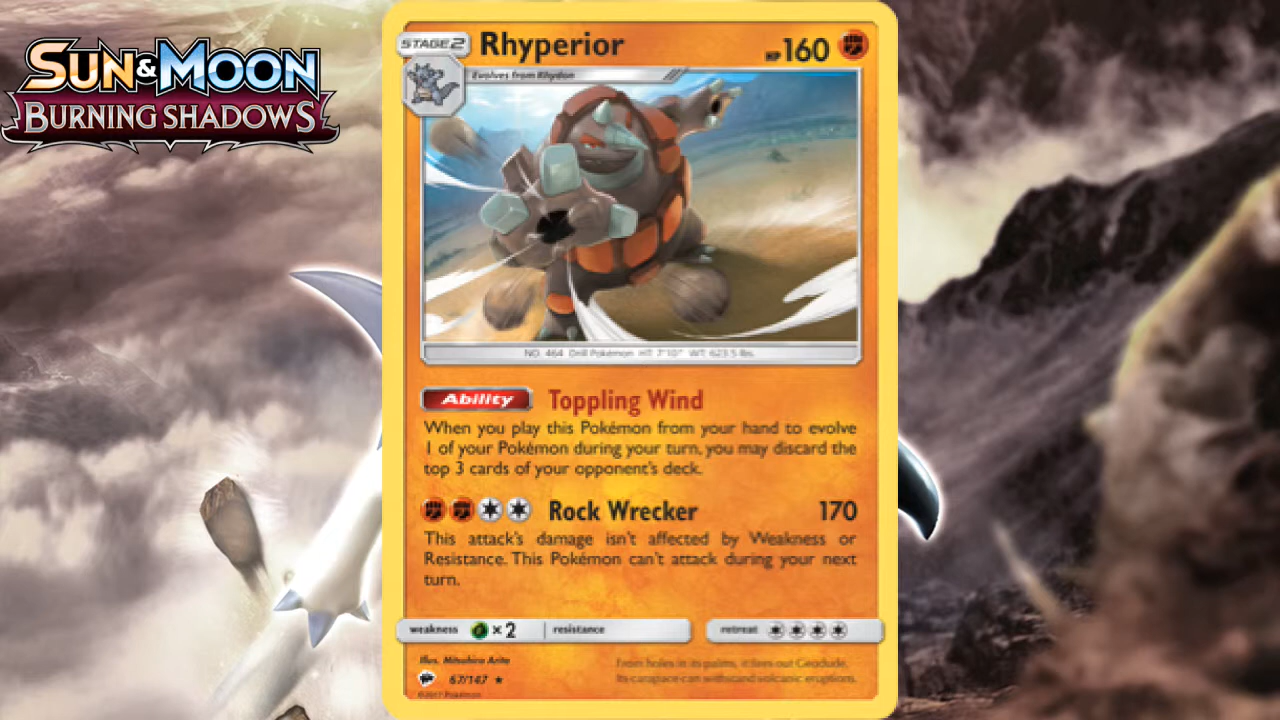 SUN & MOON
BURNING SHADOWS
STAGE 2
Rhyperior
HP 160
Evolves from Rhydon
NO. 464 Drill Pokémon HT: 7'10" WT: 623.5 lbs.
Ability Toppling Wind
When you play this Pokémon from your hand to evolve
1 of your Pokémon during your turn, you may discard the
top 3 cards of your opponent's deck.
Rock Wrecker 170
This attack's damage isn't affected by Weakness or
Resistance. This Pokémon can't attack during your next
turn.
weakness ×2 resistance retreat
Illus. Mitsuhiro Arita
67/147 ★
©2017 Pokémon
From holes in its palms, it fires out Geodude.
Its carapace can withstand volcanic eruptions.